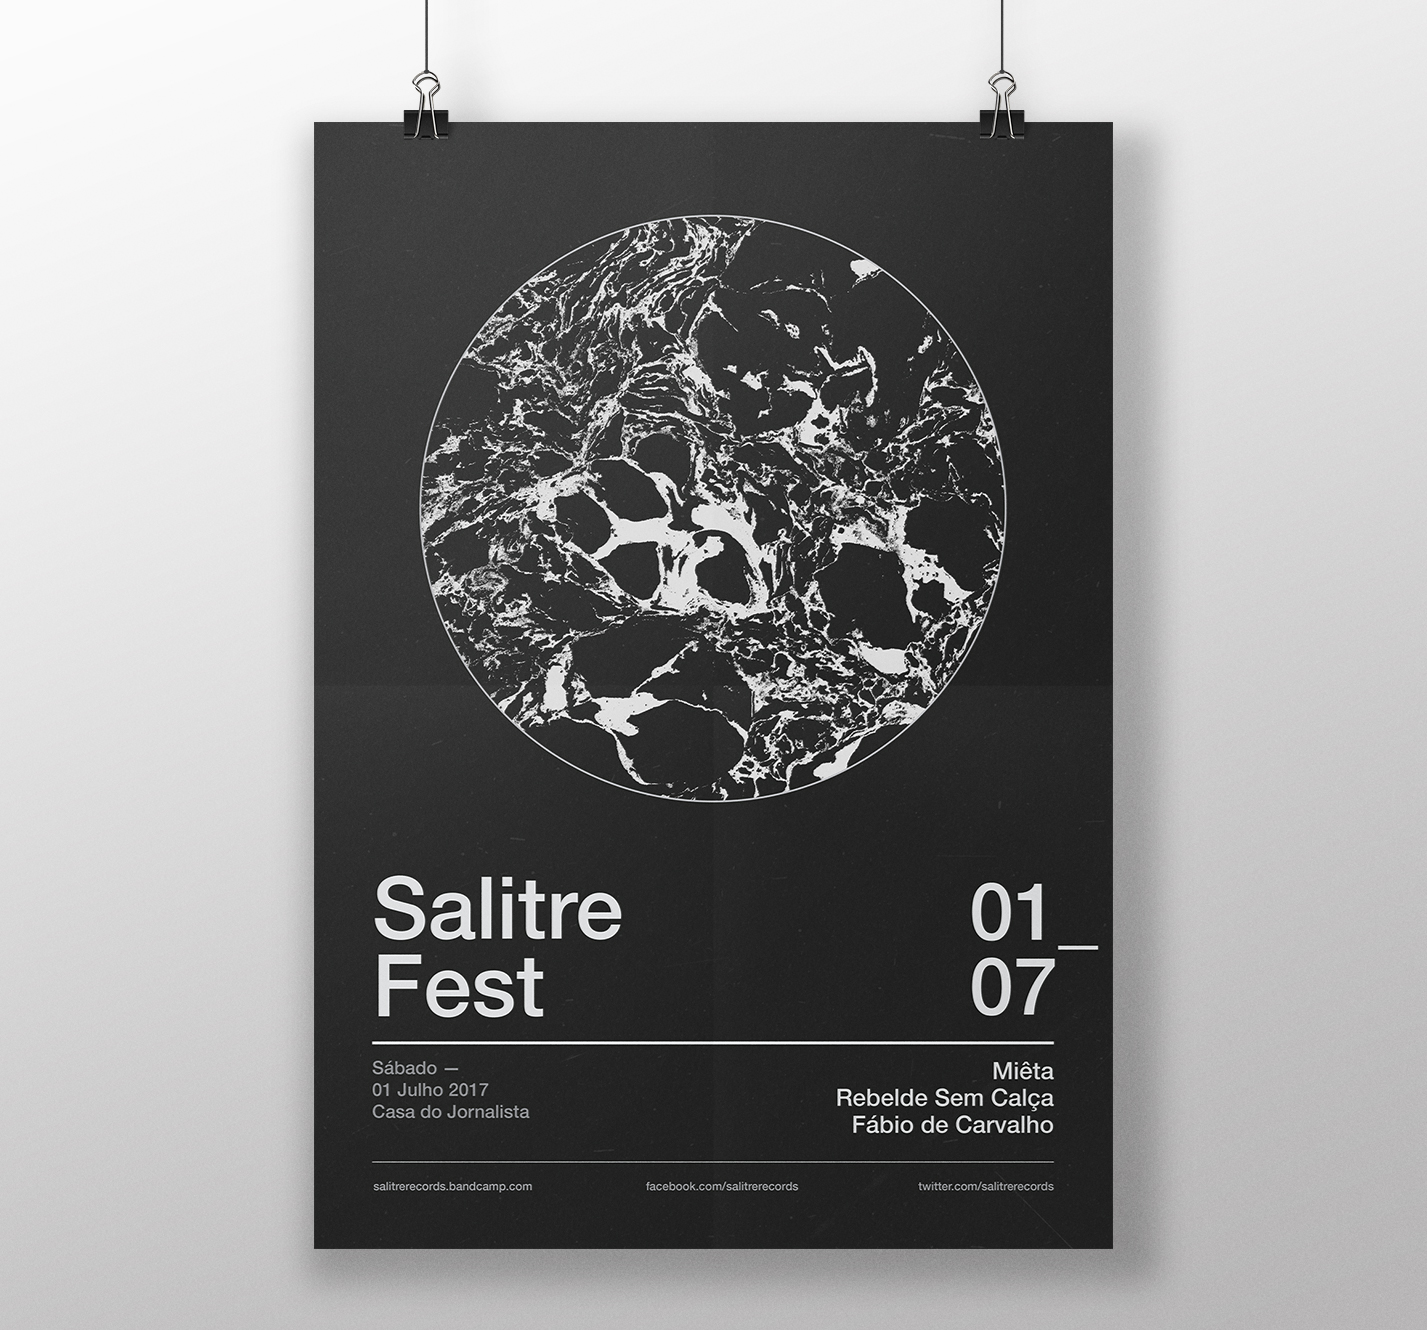 Salitre
Fest
01_
07
Sábado —
01 Julho 2017
Casa do Jornalista
Miêta
Rebelde Sem Calça
Fábio de Carvalho
salitrerecords.bandcamp.com
facebook.com/salitrerecords
twitter.com/salitrerecords